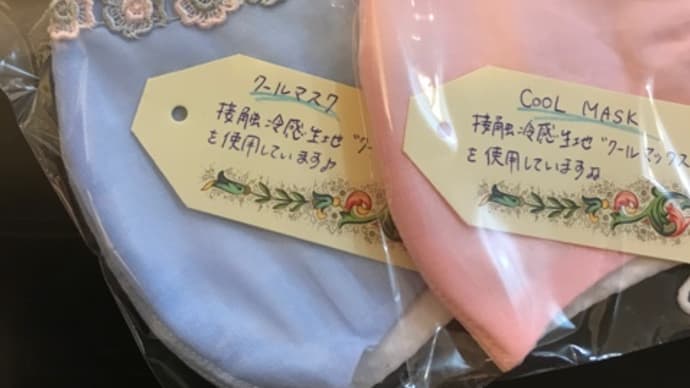 クールマスク
接触冷感生地"クー
を使用しています♪
COOL MASK
接触冷感生地"クールマックス
を使用しています♫